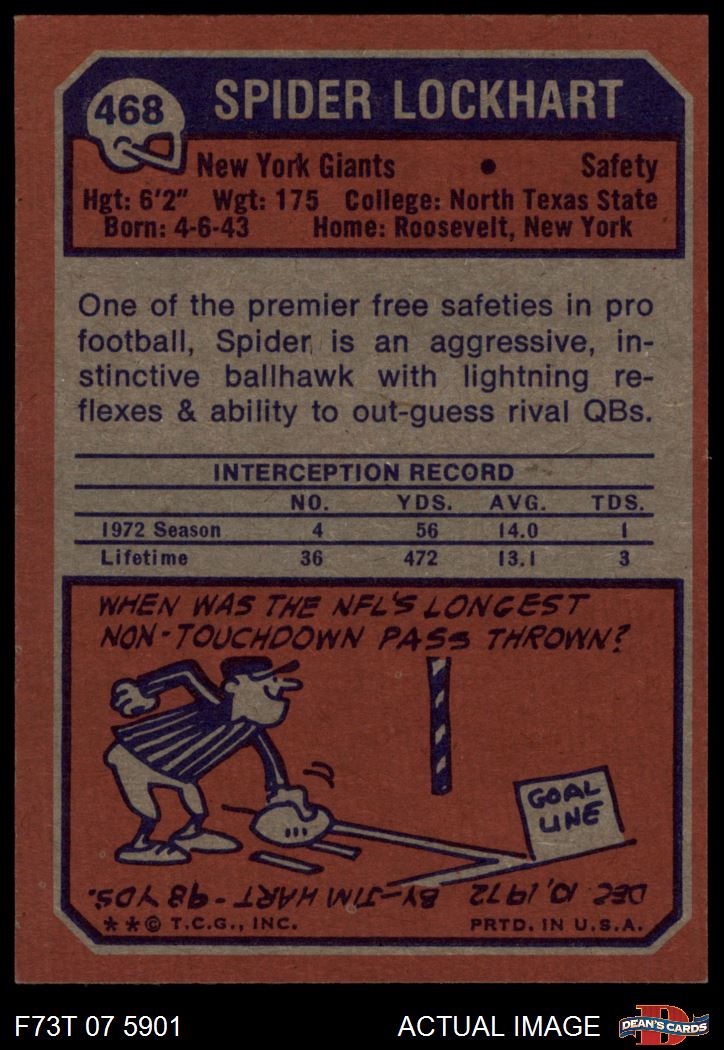 468
SPIDER LOCKHART
New York Giants • Safety
Hgt: 6'2" Wgt: 175 College: North Texas State
Born: 4-6-43 Home: Roosevelt, New York
One of the premier free safeties in pro
football, Spider is an aggressive, in-
stinctive ballhawk with lightning re-
flexes & ability to out-guess rival QBs.
INTERCEPTION RECORD
NO. YDS. AVG. TDS.
1972 Season 4 56 14.0 1
Lifetime 36 472 13.1 3
WHEN WAS THE NFL'S LONGEST
NON-TOUCHDOWN PASS THROWN?
GOAL
LINE
DEC 10, 1972 BY-JIM HART-98 YDS.
**© T.C.G., INC. PRTD. IN U.S.A.
F73T 07 5901 ACTUAL IMAGE
D
DEAN'S CARDS